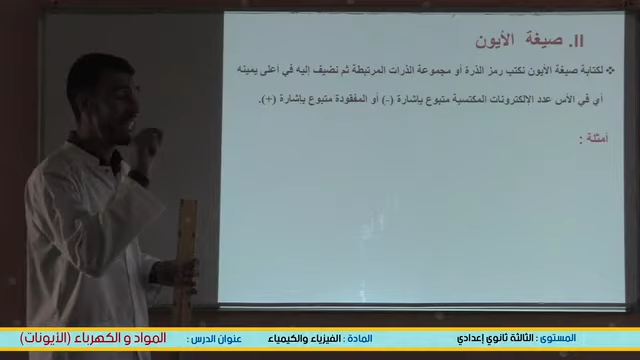 II. صيغة الأيون
❖ لكتابة صيغة الأيون نكتب رمز الذرة أو مجموعة الذرات المرتبطة ثم نضيف إليه في أعلى يمينه
أي في الأس عدد الإلكترونات المكتسبة متبوع بإشارة (-) أو المفقودة متبوع بإشارة (+).
أمثلة :
المستوى : الثالثة ثانوي إعدادي المادة : الفيزياء والكيمياء عنوان الدرس : المواد و الكهرباء (الأيونات)